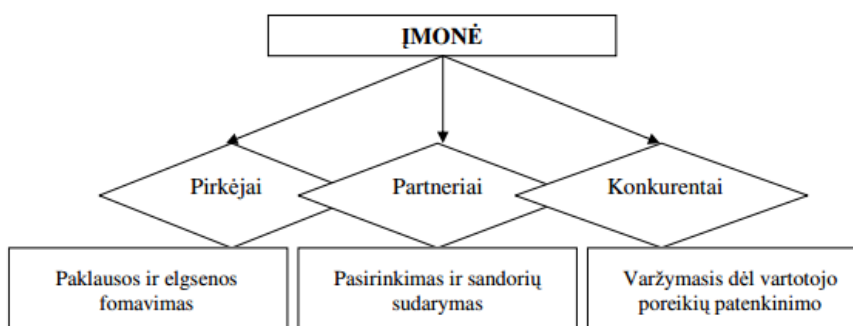 ĮMONĖ
Pirkėjai
Partneriai
Konkurentai
Paklausos ir elgsenos
fomavimas
Pasirinkimas ir sandorių
sudarymas
Varžymasis dėl vartotojo
poreikių patenkinimo